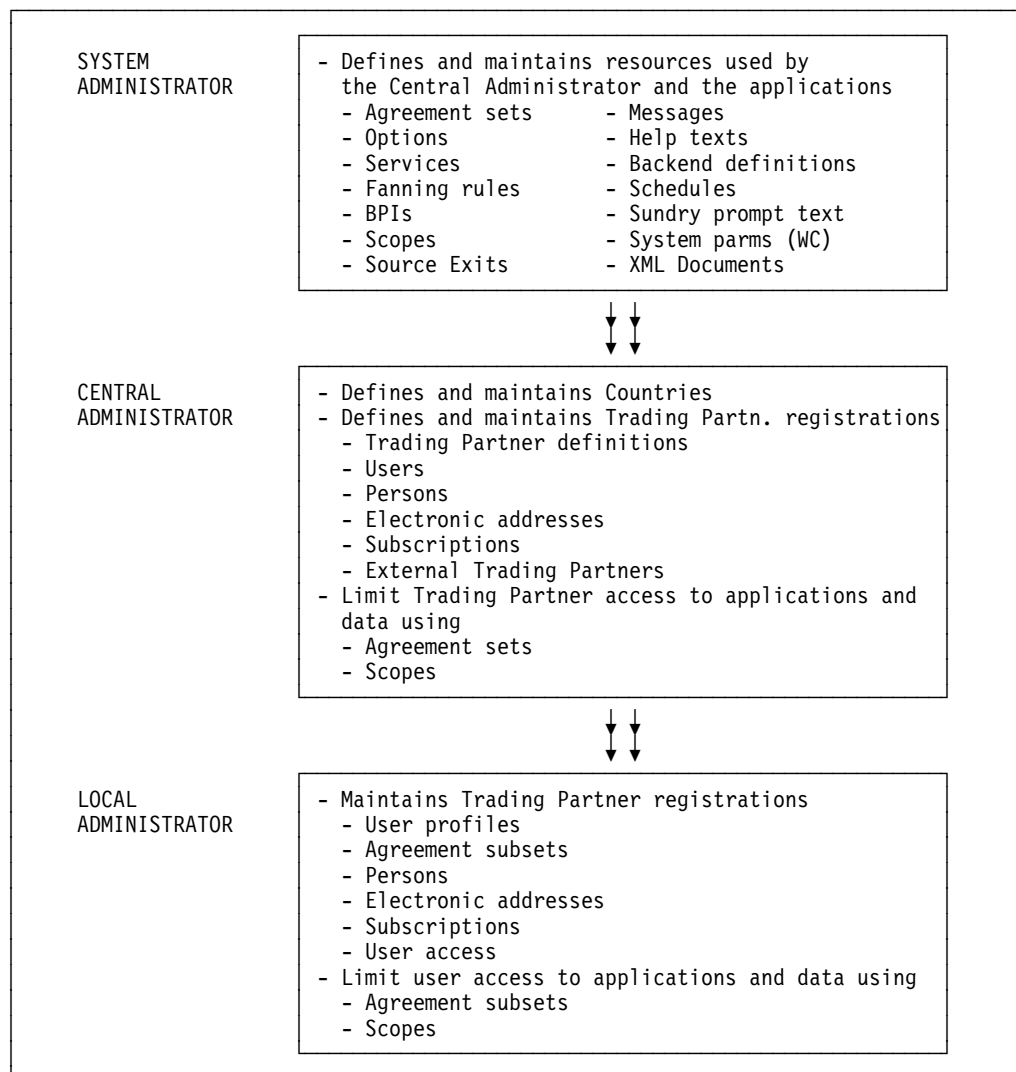 SYSTEM
ADMINISTRATOR
- Defines and maintains resources used by
the Central Administrator and the applications
- Agreement sets - Messages
- Options - Help texts
- Services - Backend definitions
- Fanning rules - Schedules
- BPIs - Sundry prompt text
- Scopes - System parms (WC)
- Source Exits - XML Documents
CENTRAL
ADMINISTRATOR
- Defines and maintains Countries
- Defines and maintains Trading Partn. registrations
- Trading Partner definitions
- Users
- Persons
- Electronic addresses
- Subscriptions
- External Trading Partners
- Limit Trading Partner access to applications and
data using
- Agreement sets
- Scopes
LOCAL
ADMINISTRATOR
- Maintains Trading Partner registrations
- User profiles
- Agreement subsets
- Persons
- Electronic addresses
- Subscriptions
- User access
- Limit user access to applications and data using
- Agreement subsets
- Scopes